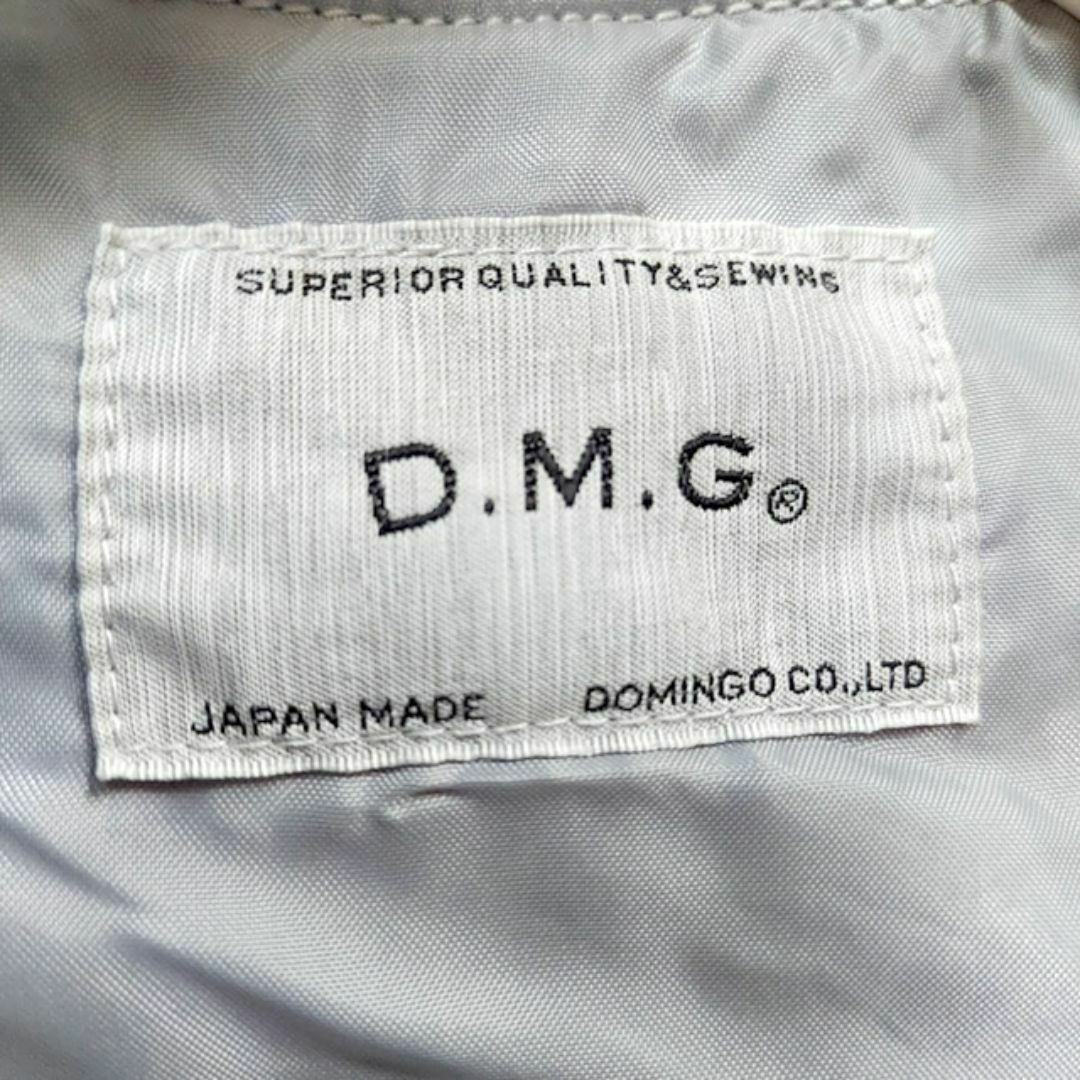 SUPERIOR QUALITY&SEWING
D.M.G.®
JAPAN MADE DOMINGO CO.,LTD